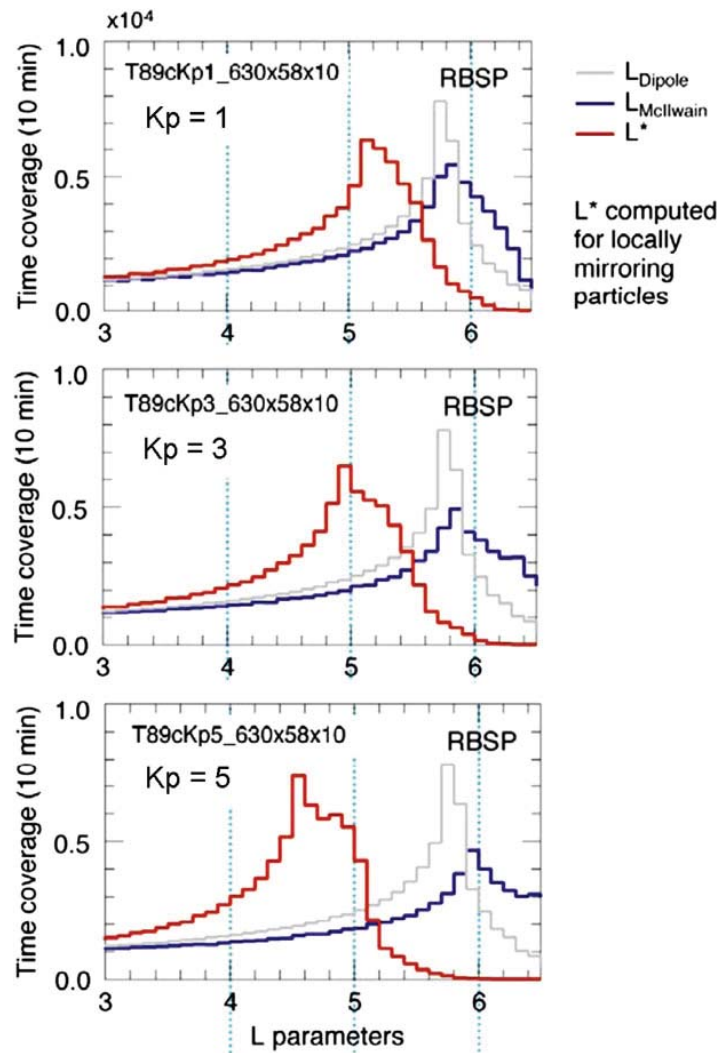 x10⁴
1.0
T89cKp1_630x58x10
RBSP
Kp = 1
0.5
0.0
Time coverage (10 min)
3 4 5 6
L_Dipole
L_McIlwain
L*
L* computed
for locally
mirroring
particles
1.0
T89cKp3_630x58x10
RBSP
Kp = 3
0.5
0.0
Time coverage (10 min)
3 4 5 6
1.0
T89cKp5_630x58x10
RBSP
Kp = 5
0.5
0.0
Time coverage (10 min)
3 4 5 6
L parameters